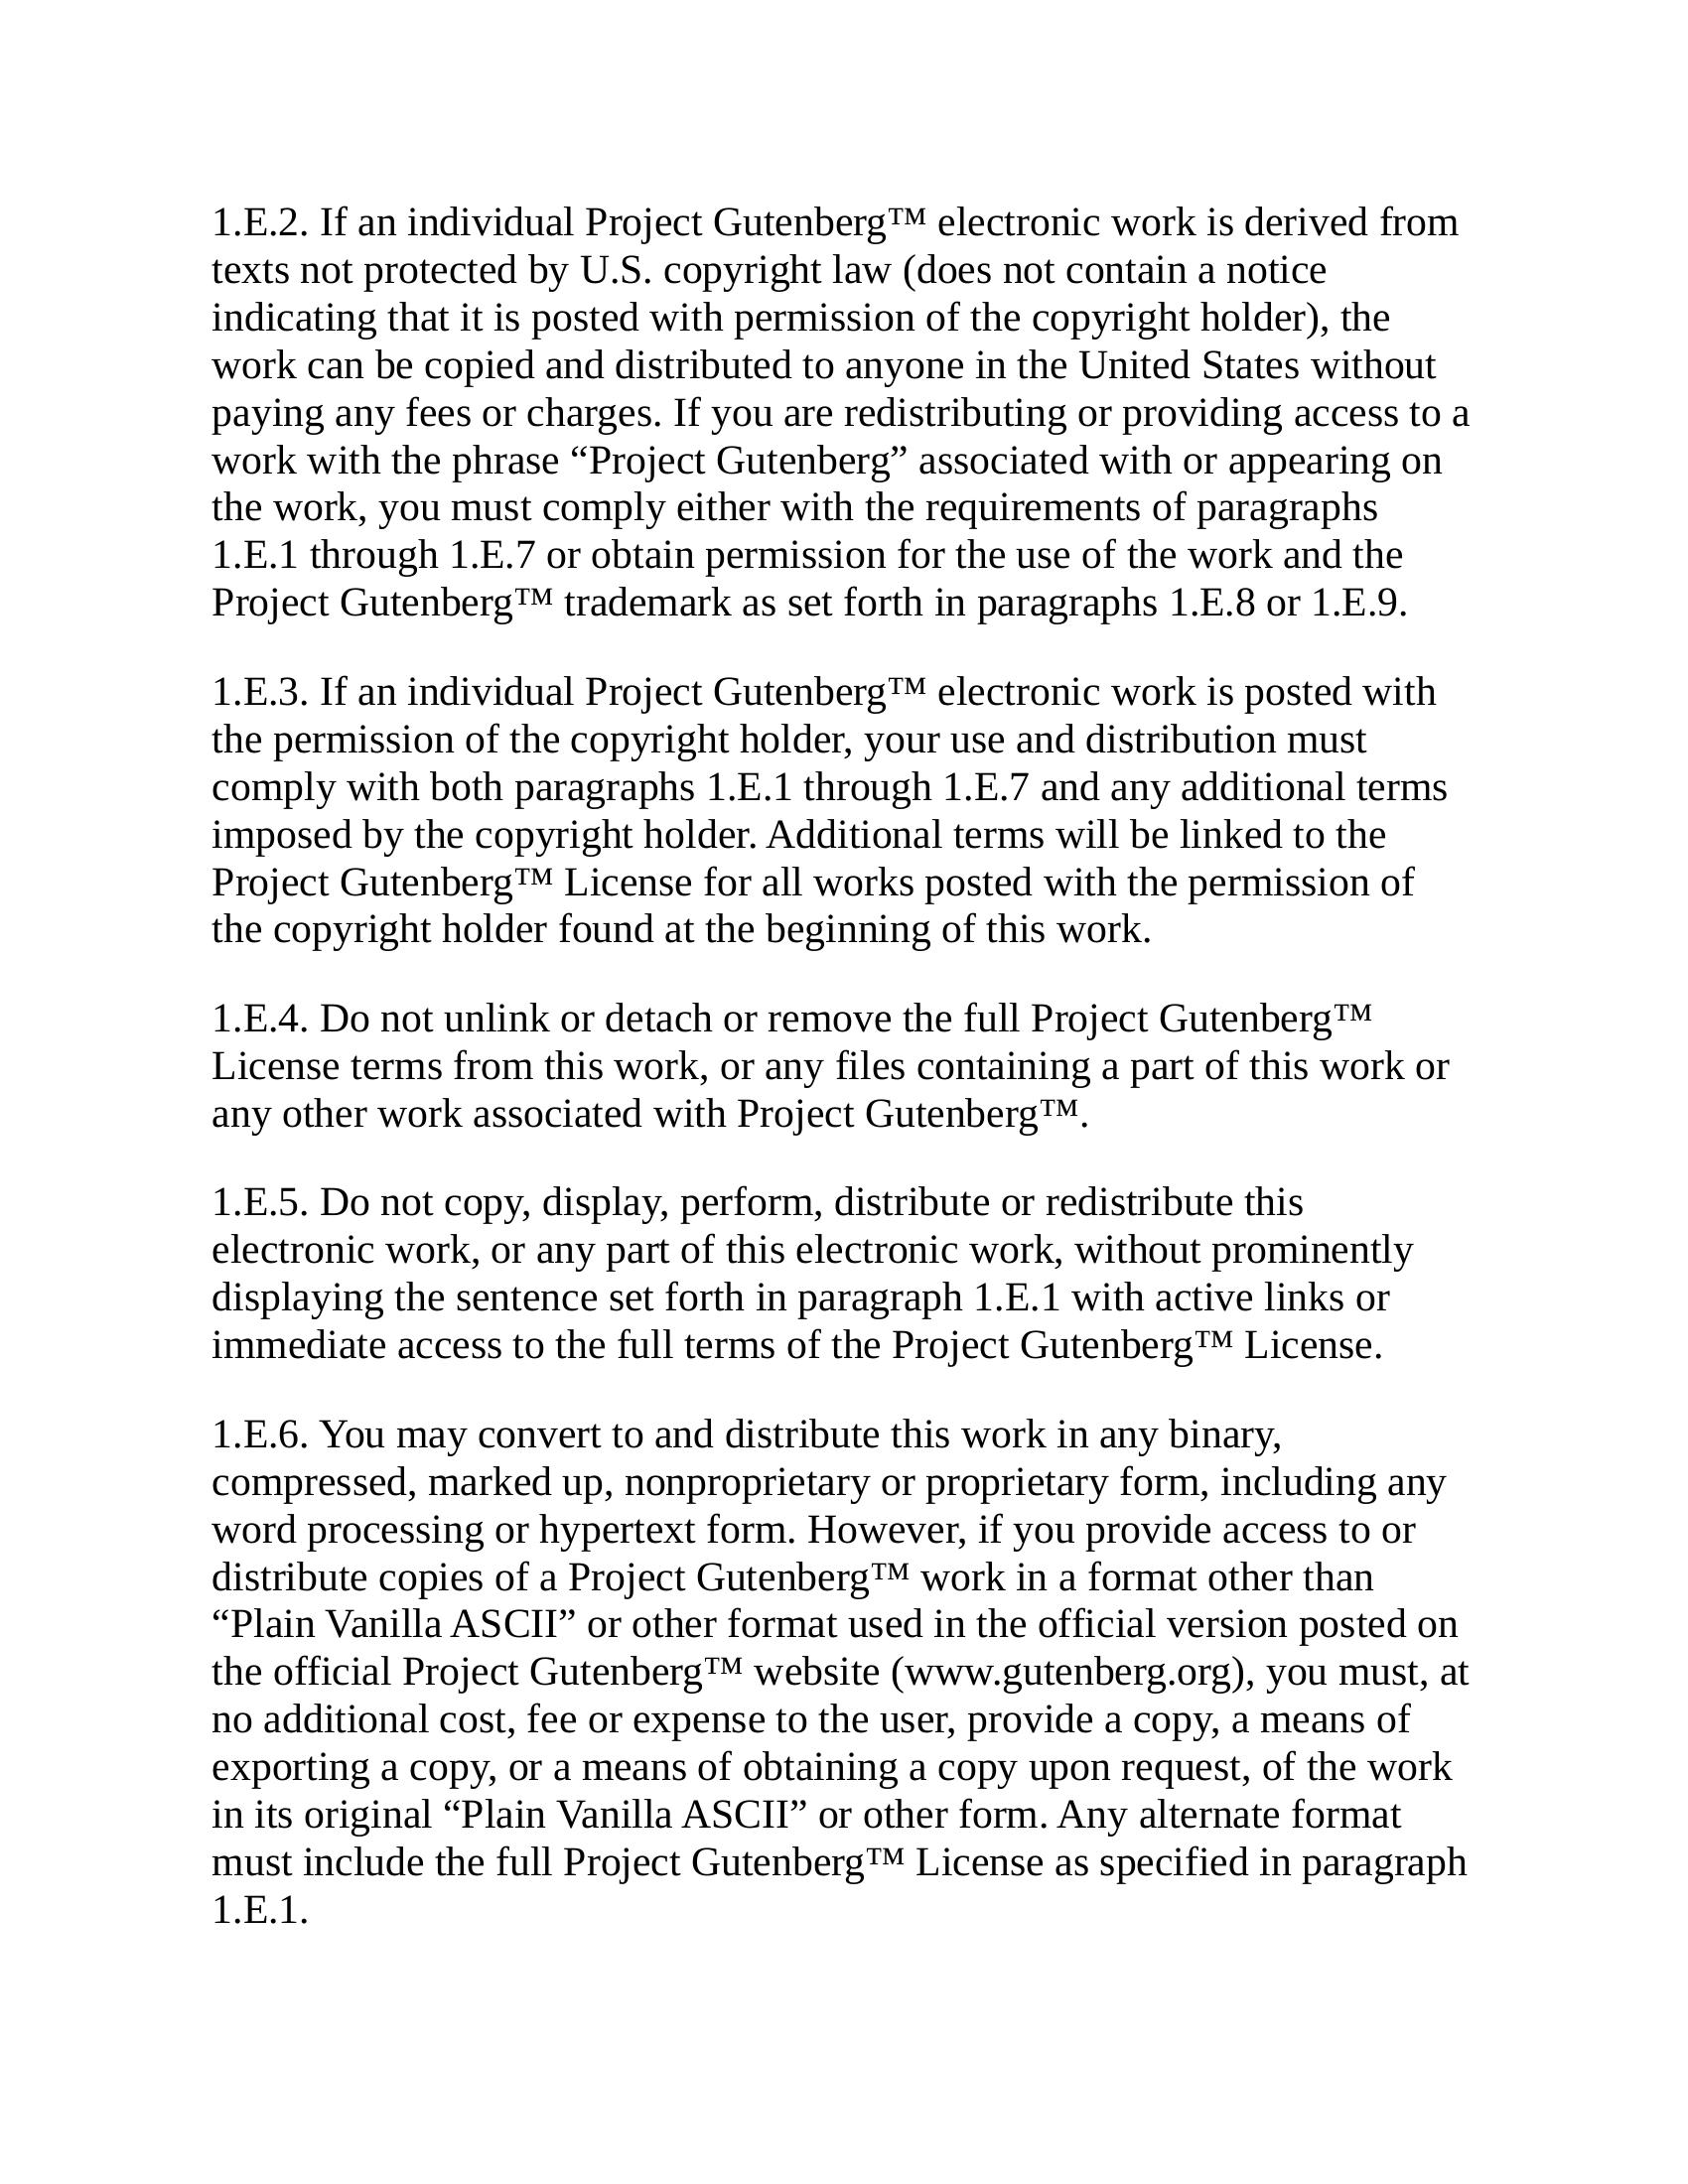 1.E.2. If an individual Project Gutenberg™ electronic work is derived from
texts not protected by U.S. copyright law (does not contain a notice
indicating that it is posted with permission of the copyright holder), the
work can be copied and distributed to anyone in the United States without
paying any fees or charges. If you are redistributing or providing access to a
work with the phrase “Project Gutenberg” associated with or appearing on
the work, you must comply either with the requirements of paragraphs
1.E.1 through 1.E.7 or obtain permission for the use of the work and the
Project Gutenberg™ trademark as set forth in paragraphs 1.E.8 or 1.E.9.
1.E.3. If an individual Project Gutenberg™ electronic work is posted with
the permission of the copyright holder, your use and distribution must
comply with both paragraphs 1.E.1 through 1.E.7 and any additional terms
imposed by the copyright holder. Additional terms will be linked to the
Project Gutenberg™ License for all works posted with the permission of
the copyright holder found at the beginning of this work.
1.E.4. Do not unlink or detach or remove the full Project Gutenberg™
License terms from this work, or any files containing a part of this work or
any other work associated with Project Gutenberg™.
1.E.5. Do not copy, display, perform, distribute or redistribute this
electronic work, or any part of this electronic work, without prominently
displaying the sentence set forth in paragraph 1.E.1 with active links or
immediate access to the full terms of the Project Gutenberg™ License.
1.E.6. You may convert to and distribute this work in any binary,
compressed, marked up, nonproprietary or proprietary form, including any
word processing or hypertext form. However, if you provide access to or
distribute copies of a Project Gutenberg™ work in a format other than
“Plain Vanilla ASCII” or other format used in the official version posted on
the official Project Gutenberg™ website (www.gutenberg.org), you must, at
no additional cost, fee or expense to the user, provide a copy, a means of
exporting a copy, or a means of obtaining a copy upon request, of the work
in its original “Plain Vanilla ASCII” or other form. Any alternate format
must include the full Project Gutenberg™ License as specified in paragraph
1.E.1.